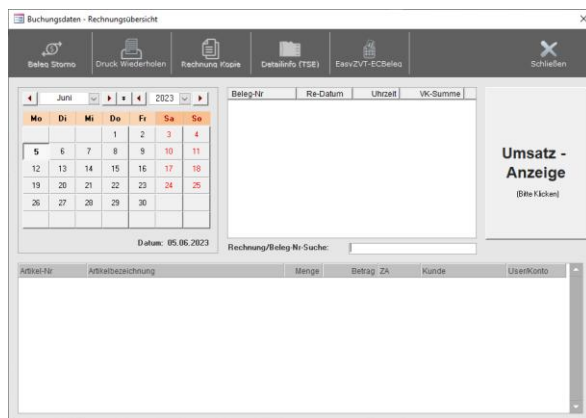 Buchungsdaten - Rechnungsübersicht
Beleg Storno
Druck Wiederholen
Rechnung Kopie
Detailinfo (TSE)
EasyZVT-ECBeleg
Schließen
Juni 2023
Mo Di Mi Do Fr Sa So
1 2 3 4
5 6 7 8 9 10 11
12 13 14 15 16 17 18
19 20 21 22 23 24 25
26 27 28 29 30
Datum: 05.06.2023
Beleg-Nr Re-Datum Uhrzeit VK-Summe
Rechnung/Beleg-Nr-Suche:
Umsatz -
Anzeige
(Bitte Klicken)
Artikel-Nr Artikelbezeichnung Menge Betrag ZA Kunde User/Konto